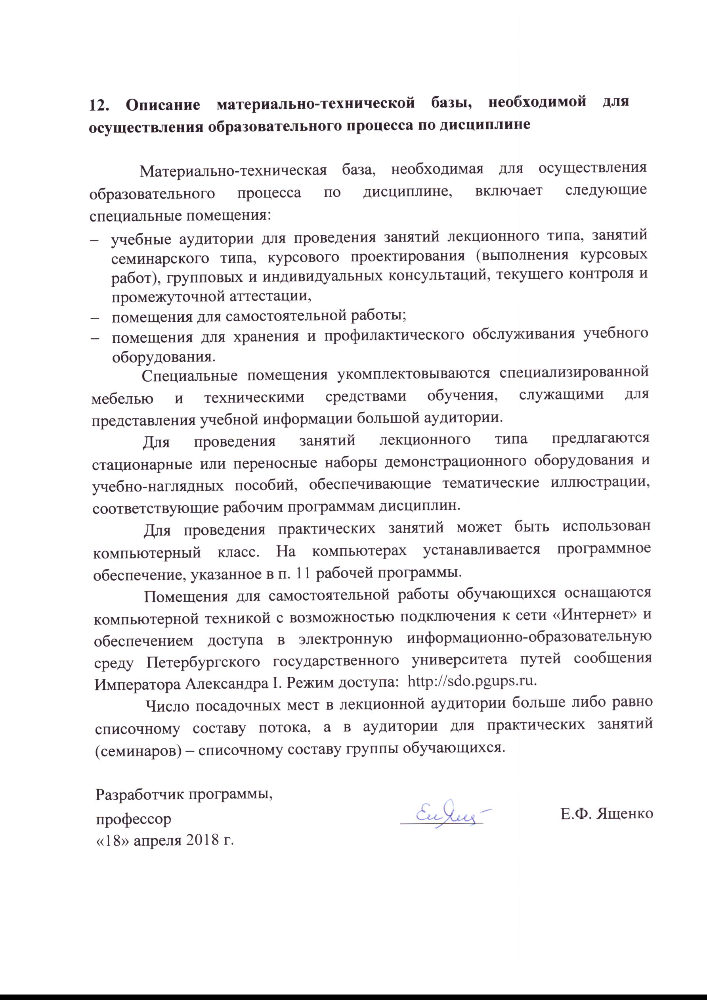 12. Описание материально-технической базы, необходимой для
осуществления образовательного процесса по дисциплине
Материально-техническая база, необходимая для осуществления
образовательного процесса по дисциплине, включает следующие
специальные помещения:
– учебные аудитории для проведения занятий лекционного типа, занятий
семинарского типа, курсового проектирования (выполнения курсовых
работ), групповых и индивидуальных консультаций, текущего контроля и
промежуточной аттестации,
– помещения для самостоятельной работы;
– помещения для хранения и профилактического обслуживания учебного
оборудования.
Специальные помещения укомплектовываются специализированной
мебелью и техническими средствами обучения, служащими для
представления учебной информации большой аудитории.
Для проведения занятий лекционного типа предлагаются
стационарные или переносные наборы демонстрационного оборудования и
учебно-наглядных пособий, обеспечивающие тематические иллюстрации,
соответствующие рабочим программам дисциплин.
Для проведения практических занятий может быть использован
компьютерный класс. На компьютерах устанавливается программное
обеспечение, указанное в п. 11 рабочей программы.
Помещения для самостоятельной работы обучающихся оснащаются
компьютерной техникой с возможностью подключения к сети «Интернет» и
обеспечением доступа в электронную информационно-образовательную
среду Петербургского государственного университета путей сообщения
Императора Александра I. Режим доступа: http://sdo.pgups.ru.
Число посадочных мест в лекционной аудитории больше либо равно
списочному составу потока, а в аудитории для практических занятий
(семинаров) – списочному составу группы обучающихся.
Разработчик программы,
профессор Е.Ф. Ященко
«18» апреля 2018 г.